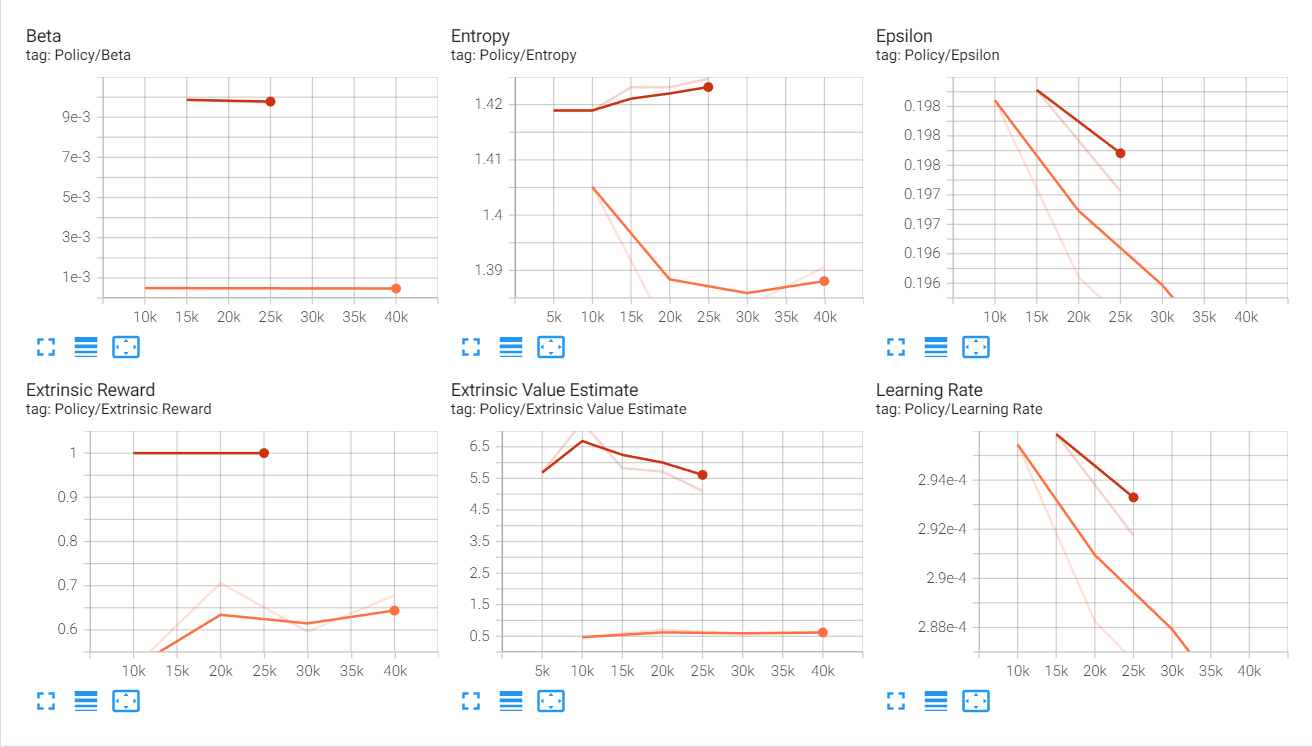 Beta
tag: Policy/Beta
9e-3
7e-3
5e-3
3e-3
1e-3
10k 15k 20k 25k 30k 35k 40k
Entropy
tag: Policy/Entropy
1.42
1.41
1.4
1.39
5k 10k 15k 20k 25k 30k 35k 40k
Epsilon
tag: Policy/Epsilon
0.198
0.198
0.198
0.197
0.197
0.196
0.196
10k 15k 20k 25k 30k 35k 40k
Extrinsic Reward
tag: Policy/Extrinsic Reward
1
0.9
0.8
0.7
0.6
10k 15k 20k 25k 30k 35k 40k
Extrinsic Value Estimate
tag: Policy/Extrinsic Value Estimate
6.5
5.5
4.5
3.5
2.5
1.5
0.5
5k 10k 15k 20k 25k 30k 35k 40k
Learning Rate
tag: Policy/Learning Rate
2.94e-4
2.92e-4
2.9e-4
2.88e-4
10k 15k 20k 25k 30k 35k 40k